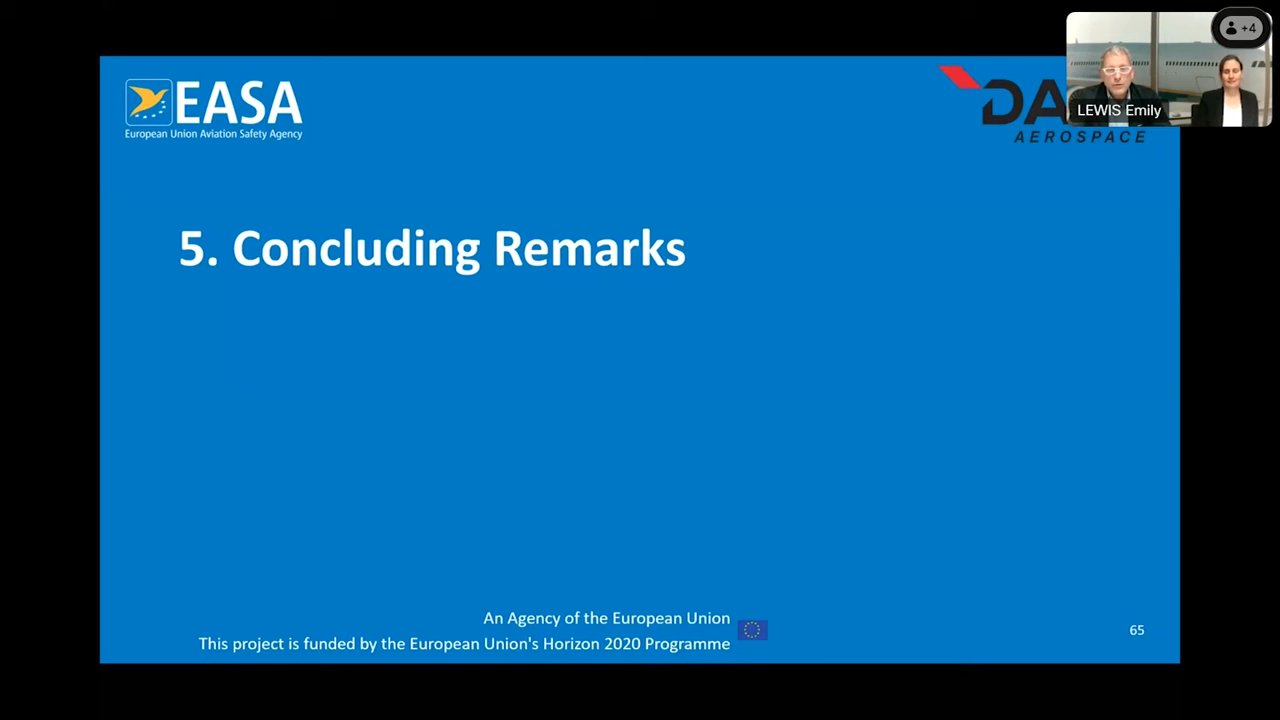 EASA
European Union Aviation Safety Agency
DA
AEROSPACE
+4
LEWIS Emily
5. Concluding Remarks
An Agency of the European Union
This project is funded by the European Union's Horizon 2020 Programme
65